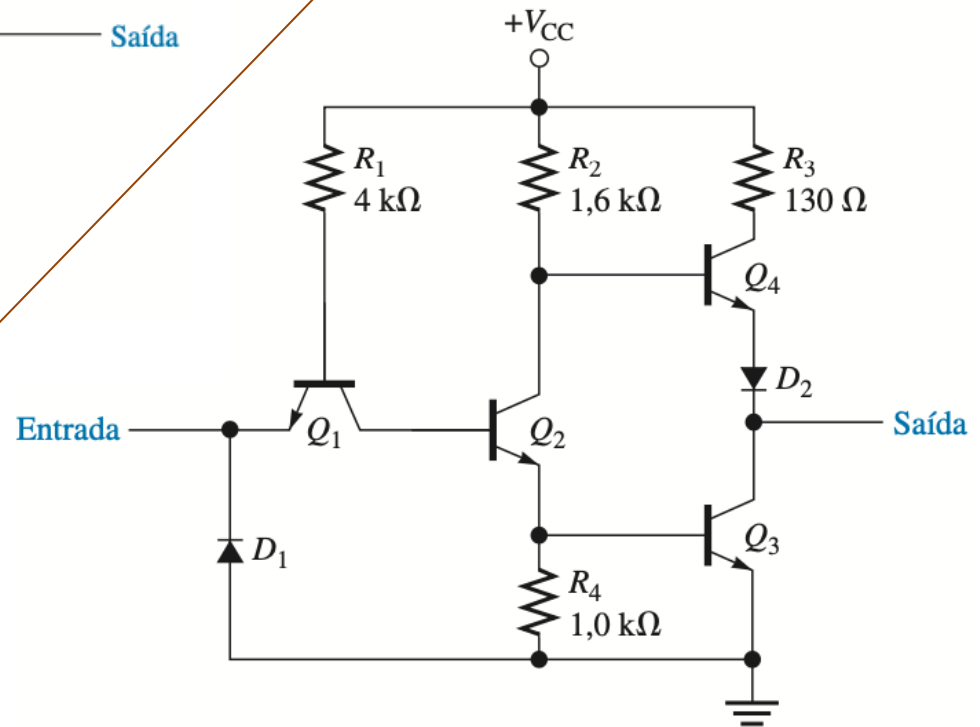 Saída
+V_CC
R₁
4 kΩ
R₂
1,6 kΩ
R₃
130 Ω
Q₄
D₂
Entrada
Q₁
Q₂
Saída
D₁
Q₃
R₄
1,0 kΩ